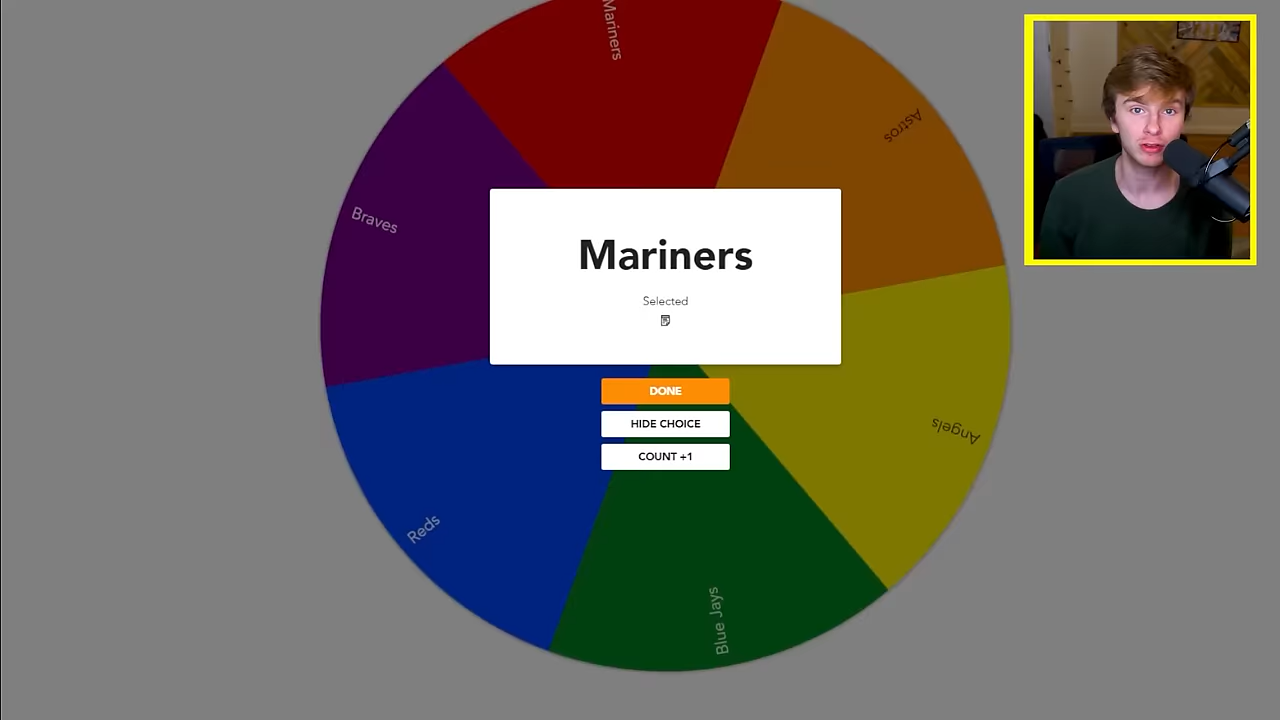 Mariners
Astros
Braves
Mariners
Selected
DONE
HIDE CHOICE
COUNT +1
Angels
Reds
Blue Jays